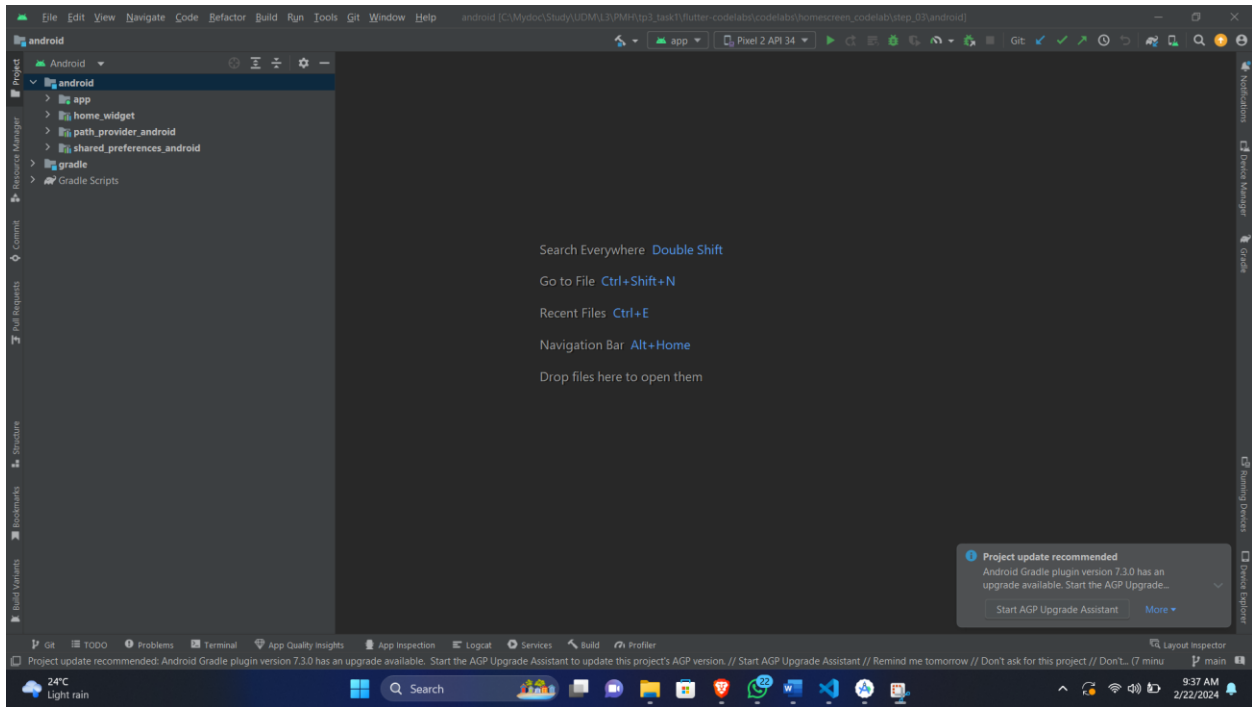 File Edit View Navigate Code Refactor Build Run Tools Git Window Help android [C:\Mydoc\Study\UDM\L3\PMH\tp3_task1\flutter-codelabs\codelabs\homescreen_codelab\step_03\android]
android app Pixel 2 API 34 Git:
Project
Resource Manager
Commit
Pull Requests
Structure
Bookmarks
Build Variants
Android
android
app
home_widget
path_provider_android
shared_preferences_android
gradle
Gradle Scripts
Search Everywhere Double Shift
Go to File Ctrl+Shift+N
Recent Files Ctrl+E
Navigation Bar Alt+Home
Drop files here to open them
Notifications
Device Manager
Gradle
Running Devices
Device Explorer
Project update recommended
Android Gradle plugin version 7.3.0 has an
upgrade available. Start the AGP Upgrade...
Start AGP Upgrade Assistant More
Git TODO Problems Terminal App Quality Insights App Inspection Logcat Services Build Profiler Layout Inspector
Project update recommended: Android Gradle plugin version 7.3.0 has an upgrade available. Start the AGP Upgrade Assistant to update this project's AGP version. // Start AGP Upgrade Assistant // Remind me tomorrow // Don't ask for this project // Don't... (7 minu main
24°C
Light rain
Search
22
9:37 AM
2/22/2024